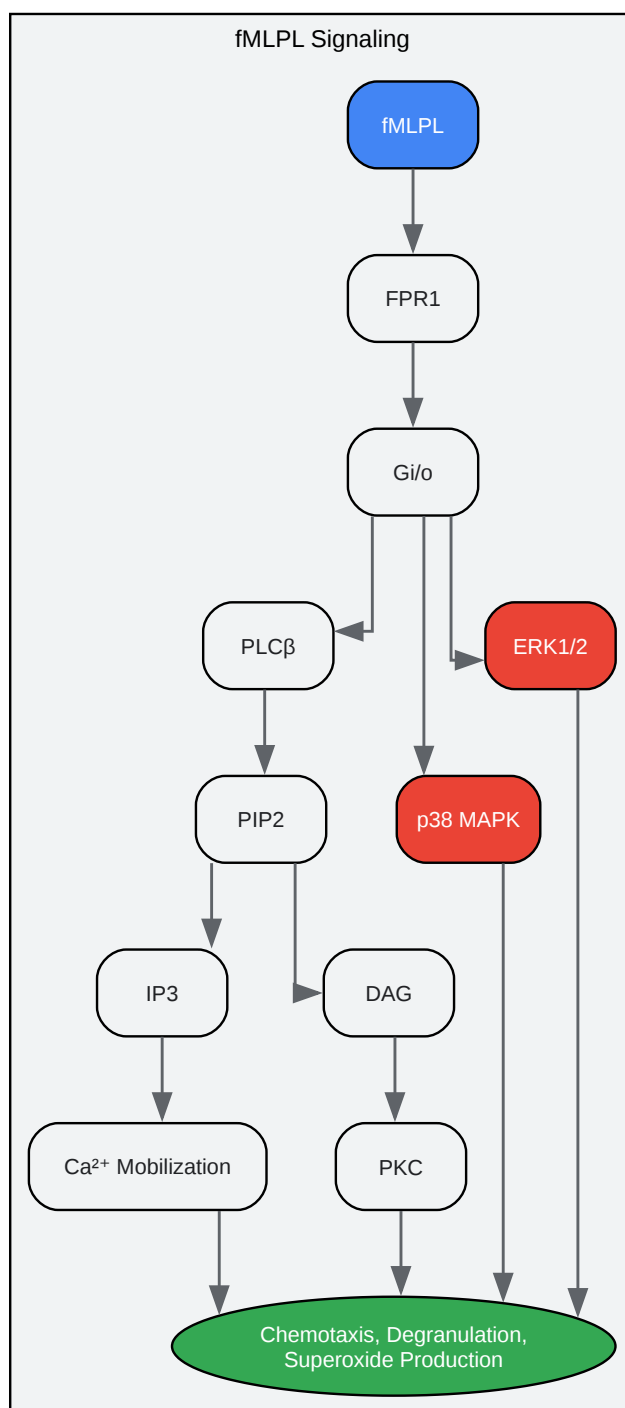 fMLPL Signaling
fMLPL
FPR1
Gi/o
PLCβ
ERK1/2
PIP2
p38 MAPK
IP3
DAG
Ca²⁺ Mobilization
PKC
Chemotaxis, Degranulation,
Superoxide Production